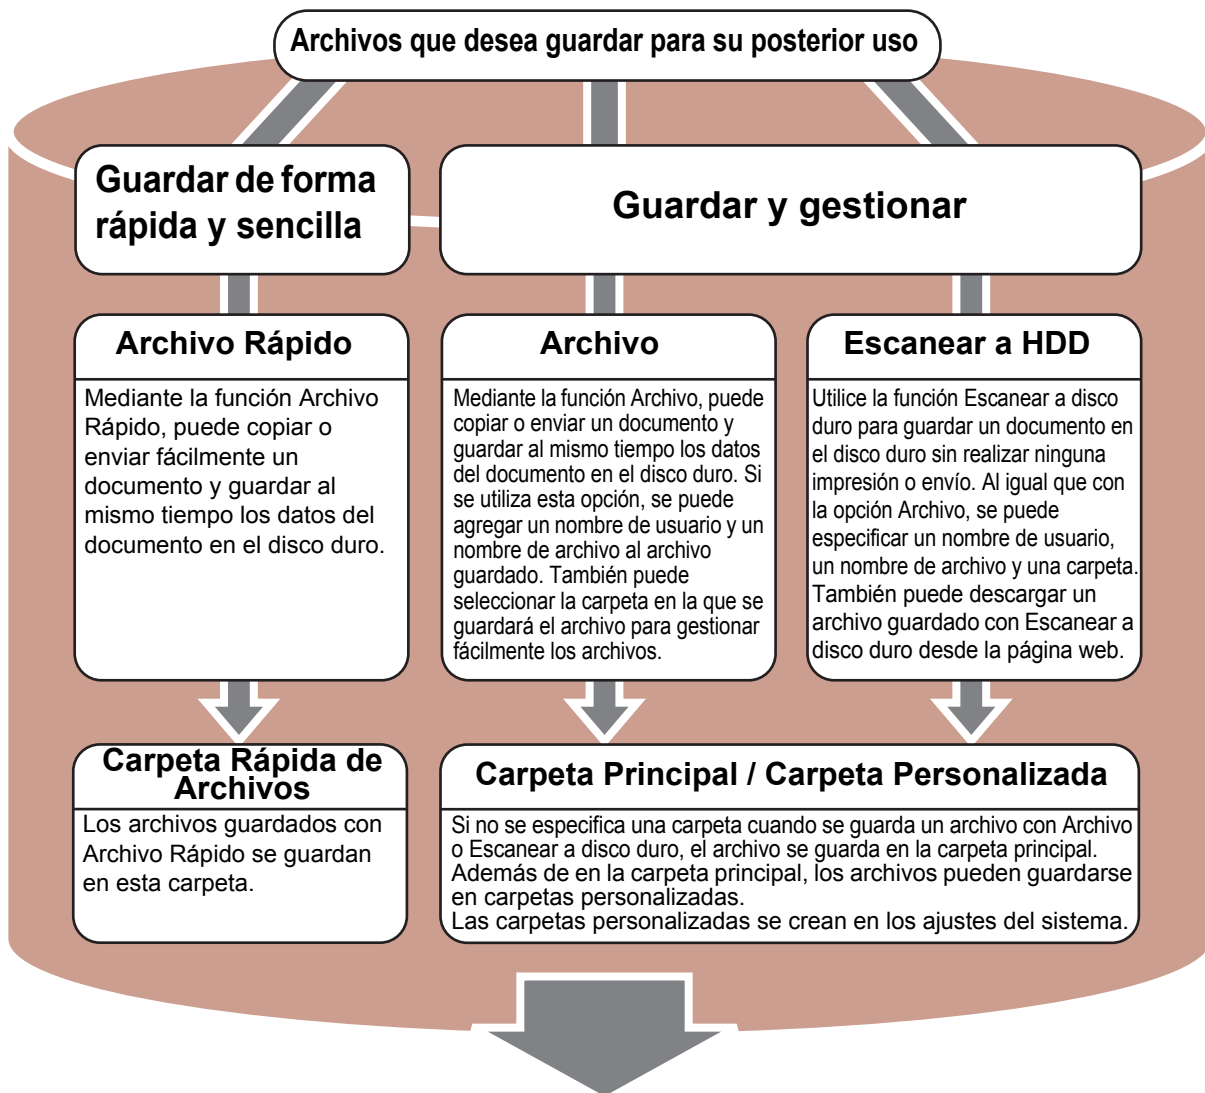 Archivos que desea guardar para su posterior uso
Guardar de forma
rápida y sencilla
Guardar y gestionar
Archivo Rápido
Mediante la función Archivo
Rápido, puede copiar o
enviar fácilmente un
documento y guardar al
mismo tiempo los datos del
documento en el disco duro.
Archivo
Mediante la función Archivo, puede
copiar o enviar un documento y
guardar al mismo tiempo los datos
del documento en el disco duro. Si
se utiliza esta opción, se puede
agregar un nombre de usuario y un
nombre de archivo al archivo
guardado. También puede
seleccionar la carpeta en la que se
guardará el archivo para gestionar
fácilmente los archivos.
Escanear a HDD
Utilice la función Escanear a disco
duro para guardar un documento en
el disco duro sin realizar ninguna
impresión o envío. Al igual que con
la opción Archivo, se puede
especificar un nombre de usuario,
un nombre de archivo y una carpeta.
También puede descargar un
archivo guardado con Escanear a
disco duro desde la página web.
Carpeta Rápida de
Archivos
Los archivos guardados con
Archivo Rápido se guardan
en esta carpeta.
Carpeta Principal / Carpeta Personalizada
Si no se especifica una carpeta cuando se guarda un archivo con Archivo
o Escanear a disco duro, el archivo se guarda en la carpeta principal.
Además de en la carpeta principal, los archivos pueden guardarse
en carpetas personalizadas.
Las carpetas personalizadas se crean en los ajustes del sistema.